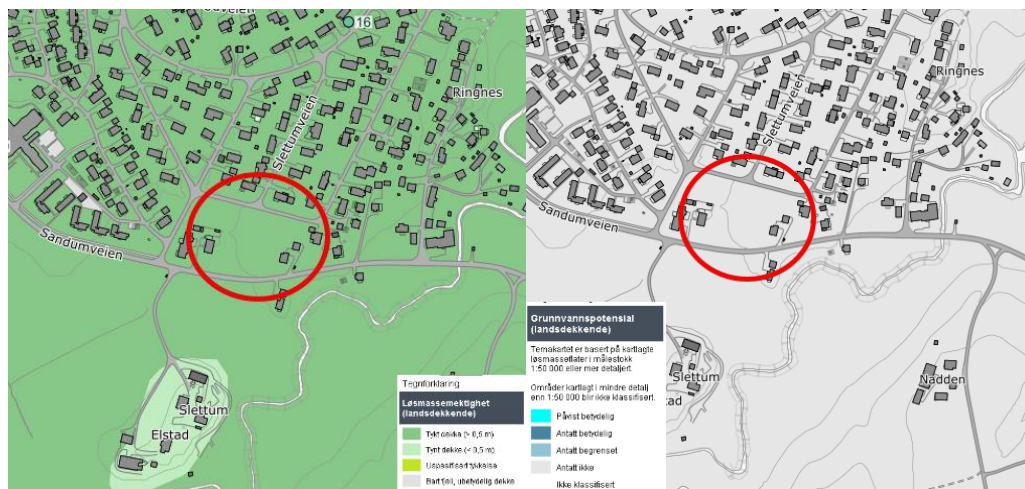 16
Ringnes
Slettumveien
Sandumveien
Slettum
Elstad
Tegnforklaring
Løsmassemektighet
(landsdekkende)
Tykt dekke (> 0,5 m)
Tynt dekke (< 0,5 m)
Uspesifisert tykkelse
Bart fjell, ubetydelig dekke
Ringnes
Slettumveien
Sandumveien
Slettum
Nadden
Grunnvannspotensial
(landsdekkende)
Temakartet er basert på kartlagte
løsmasseflater i målestokk
1:50 000 eller mer detaljert.
Områder kartlagt i mindre detalj
enn 1:50 000 blir ikke klassifisert.
Påvist betydelig
Antatt betydelig
Antatt begrenset
Antatt ikke
Ikke klassifisert